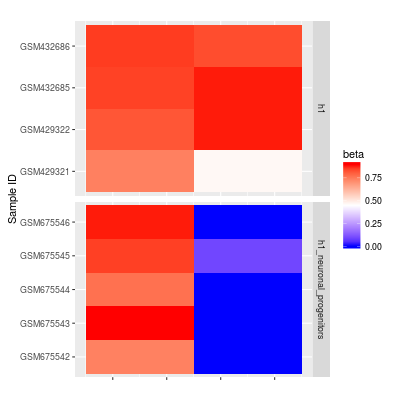 GSM432686
GSM432685
GSM429322
GSM429321
h1
Sample ID
GSM675546
GSM675545
GSM675544
GSM675543
GSM675542
h1_neuronal_progenitors
beta
0.75
0.50
0.25
0.00